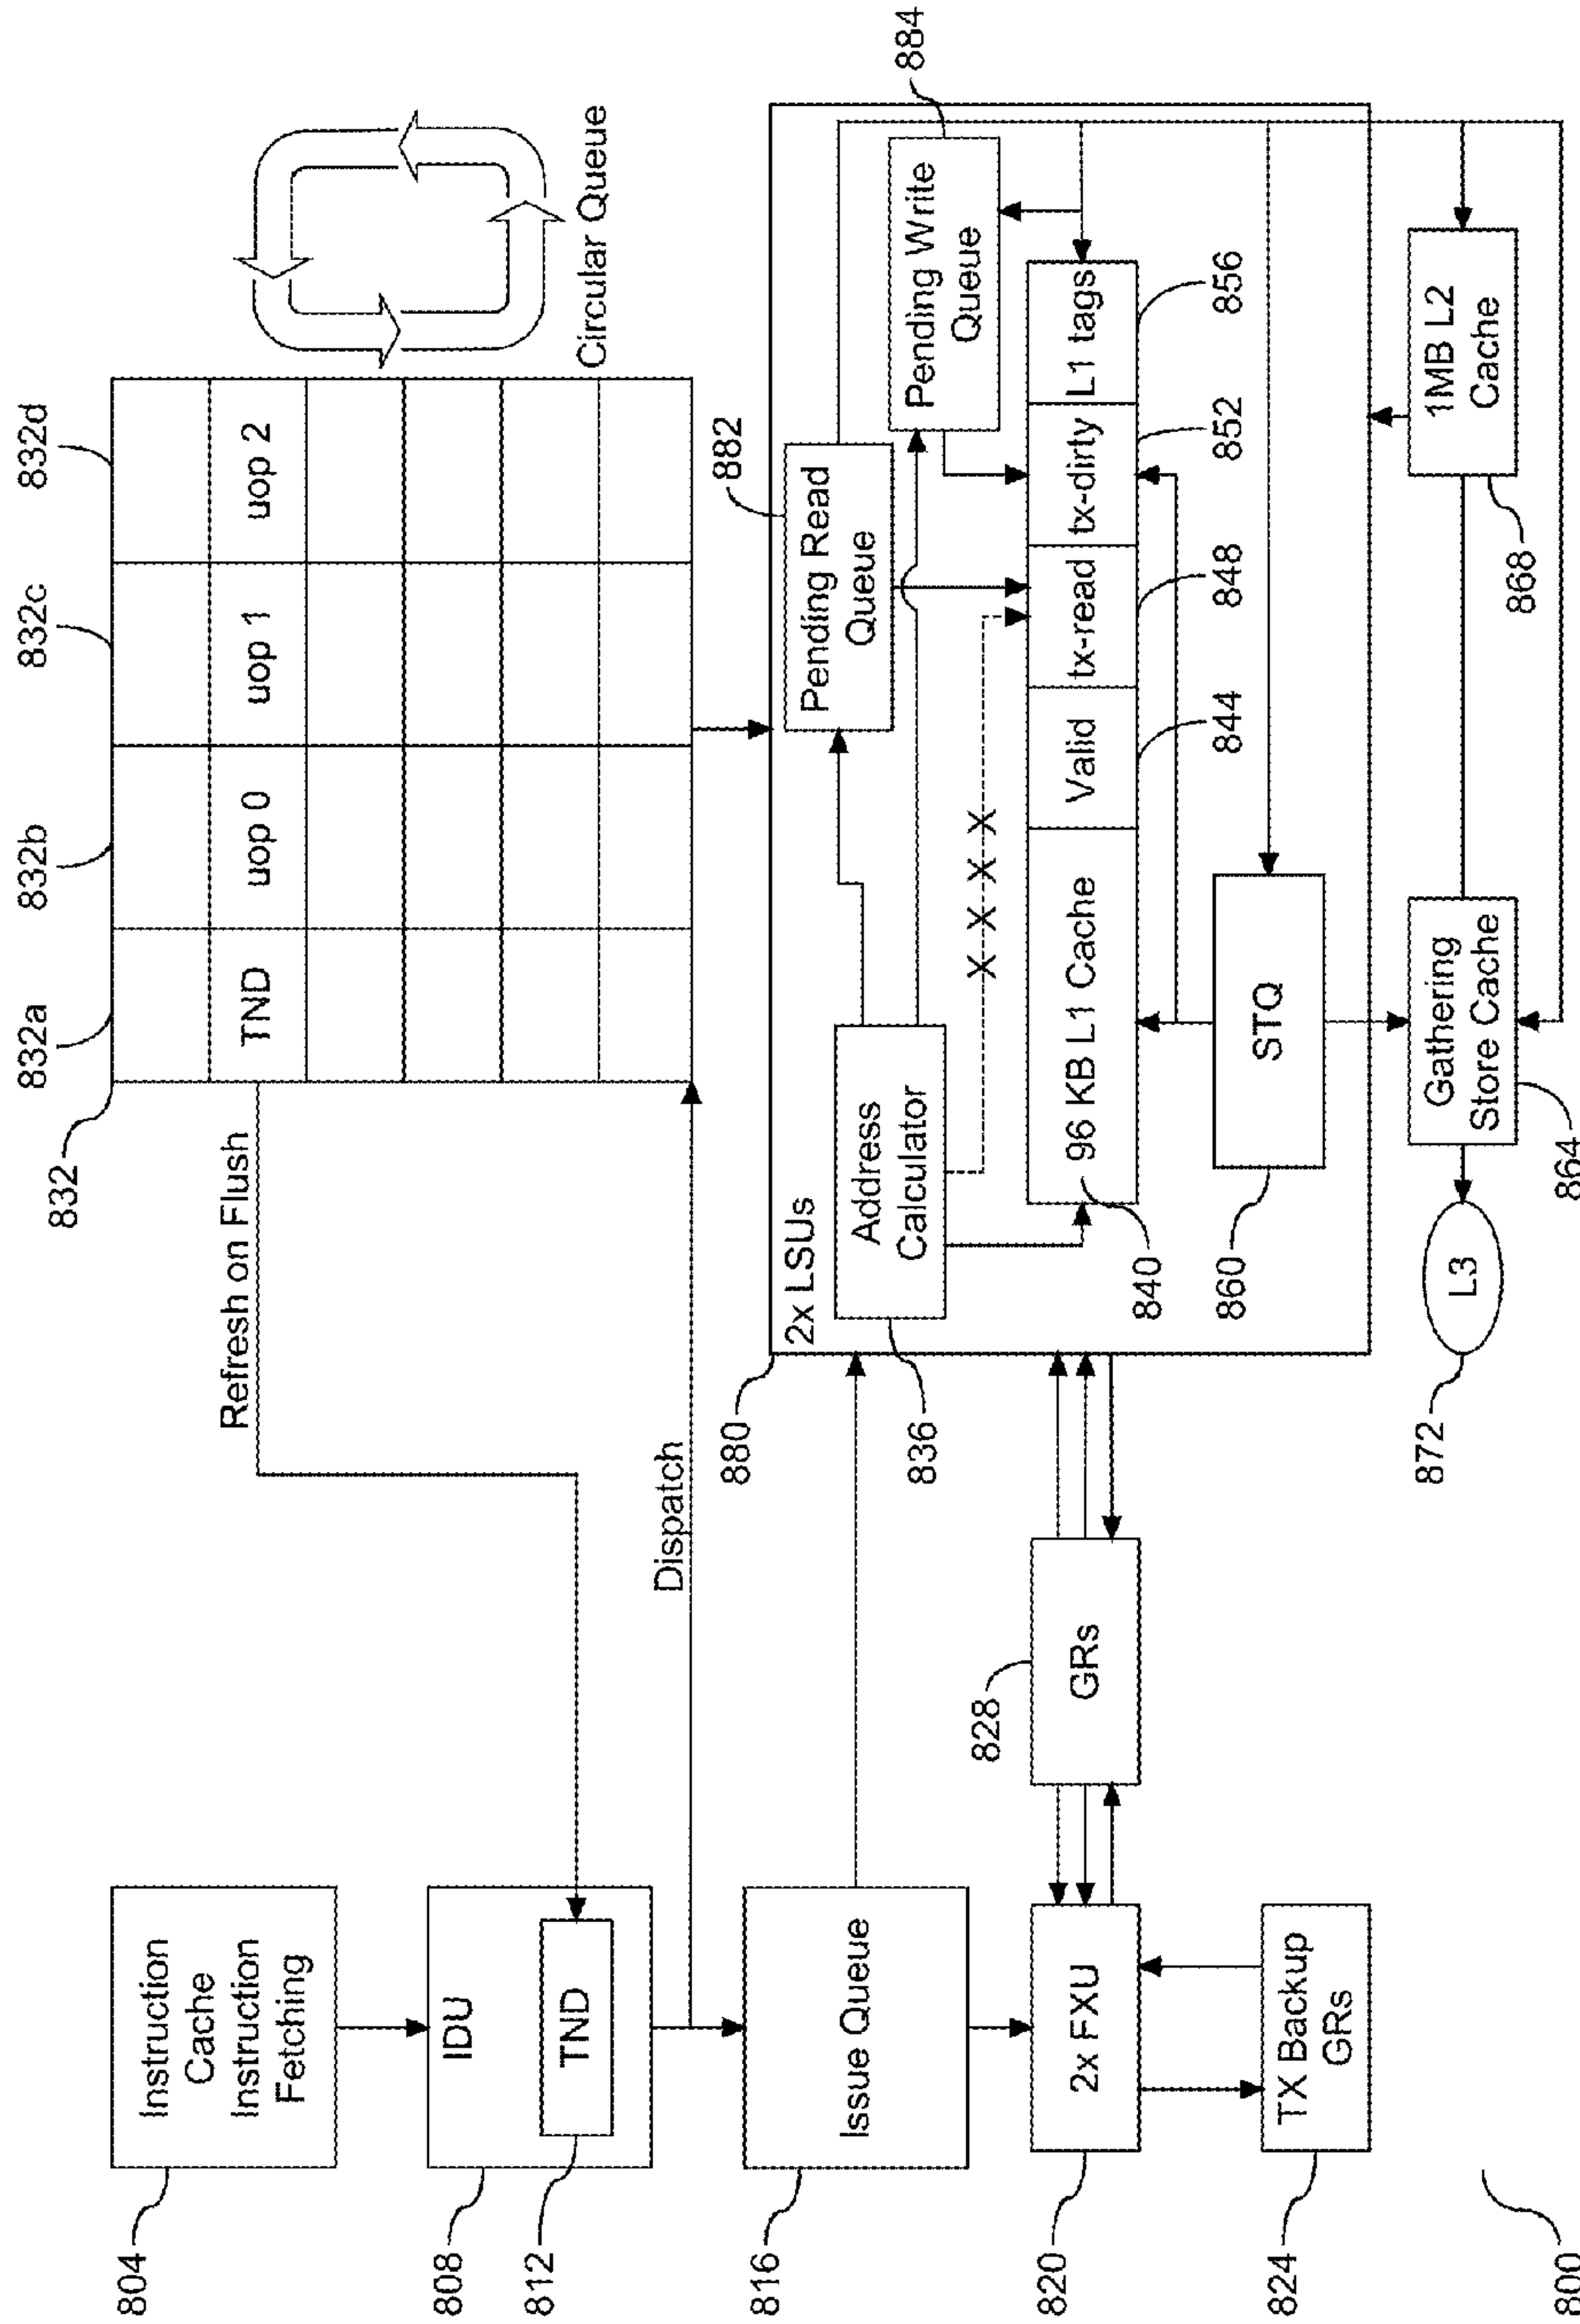 832
832a
832b
832c
832d
TND
uop 0
uop 1
uop 2
Circular Queue
Refresh on Flush
Dispatch
804
Instruction
Cache
Instruction
Fetching
808
IDU
812
TND
816
Issue Queue
820
2x FXU
824
TX Backup
GRs
828
GRs
880
2x LSUs
836
Address
Calculator
882
Pending Read
Queue
884
Pending Write
Queue
X X X X
96 KB L1 Cache
Valid
tx-read
tx-dirty
L1 tags
840
844
848
852
856
860
STQ
872
L3
Gathering
Store Cache
864
1MB L2
Cache
868
800